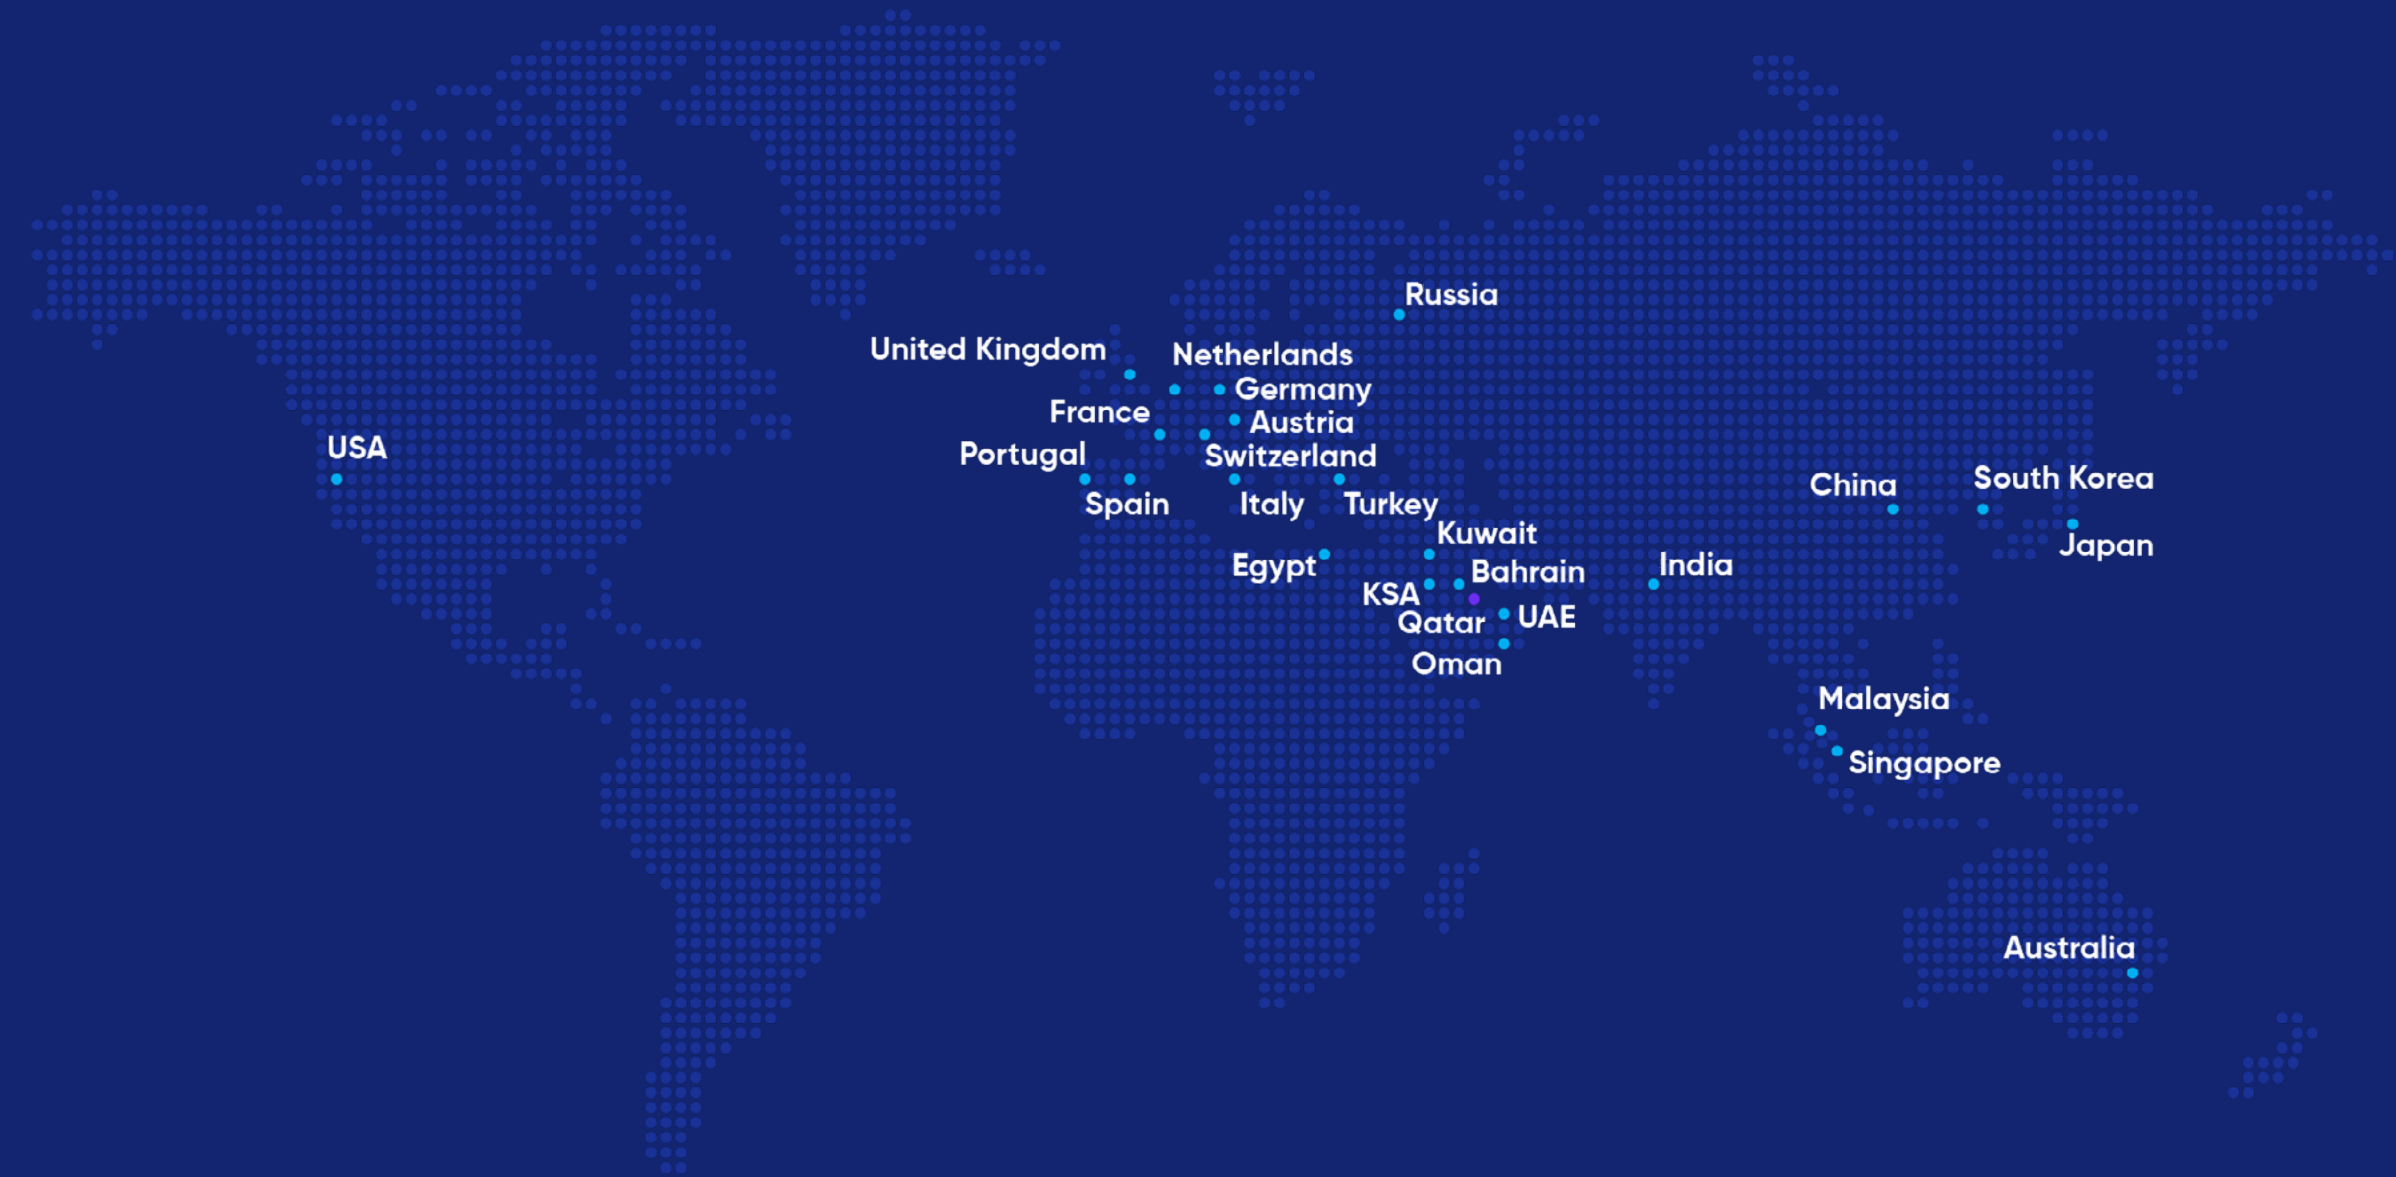 Russia
United Kingdom
Netherlands
Germany
France
Austria
USA
Portugal
Switzerland
China
South Korea
Spain
Italy
Turkey
Kuwait
Japan
Egypt
Bahrain
India
KSA
Qatar
UAE
Oman
Malaysia
Singapore
Australia